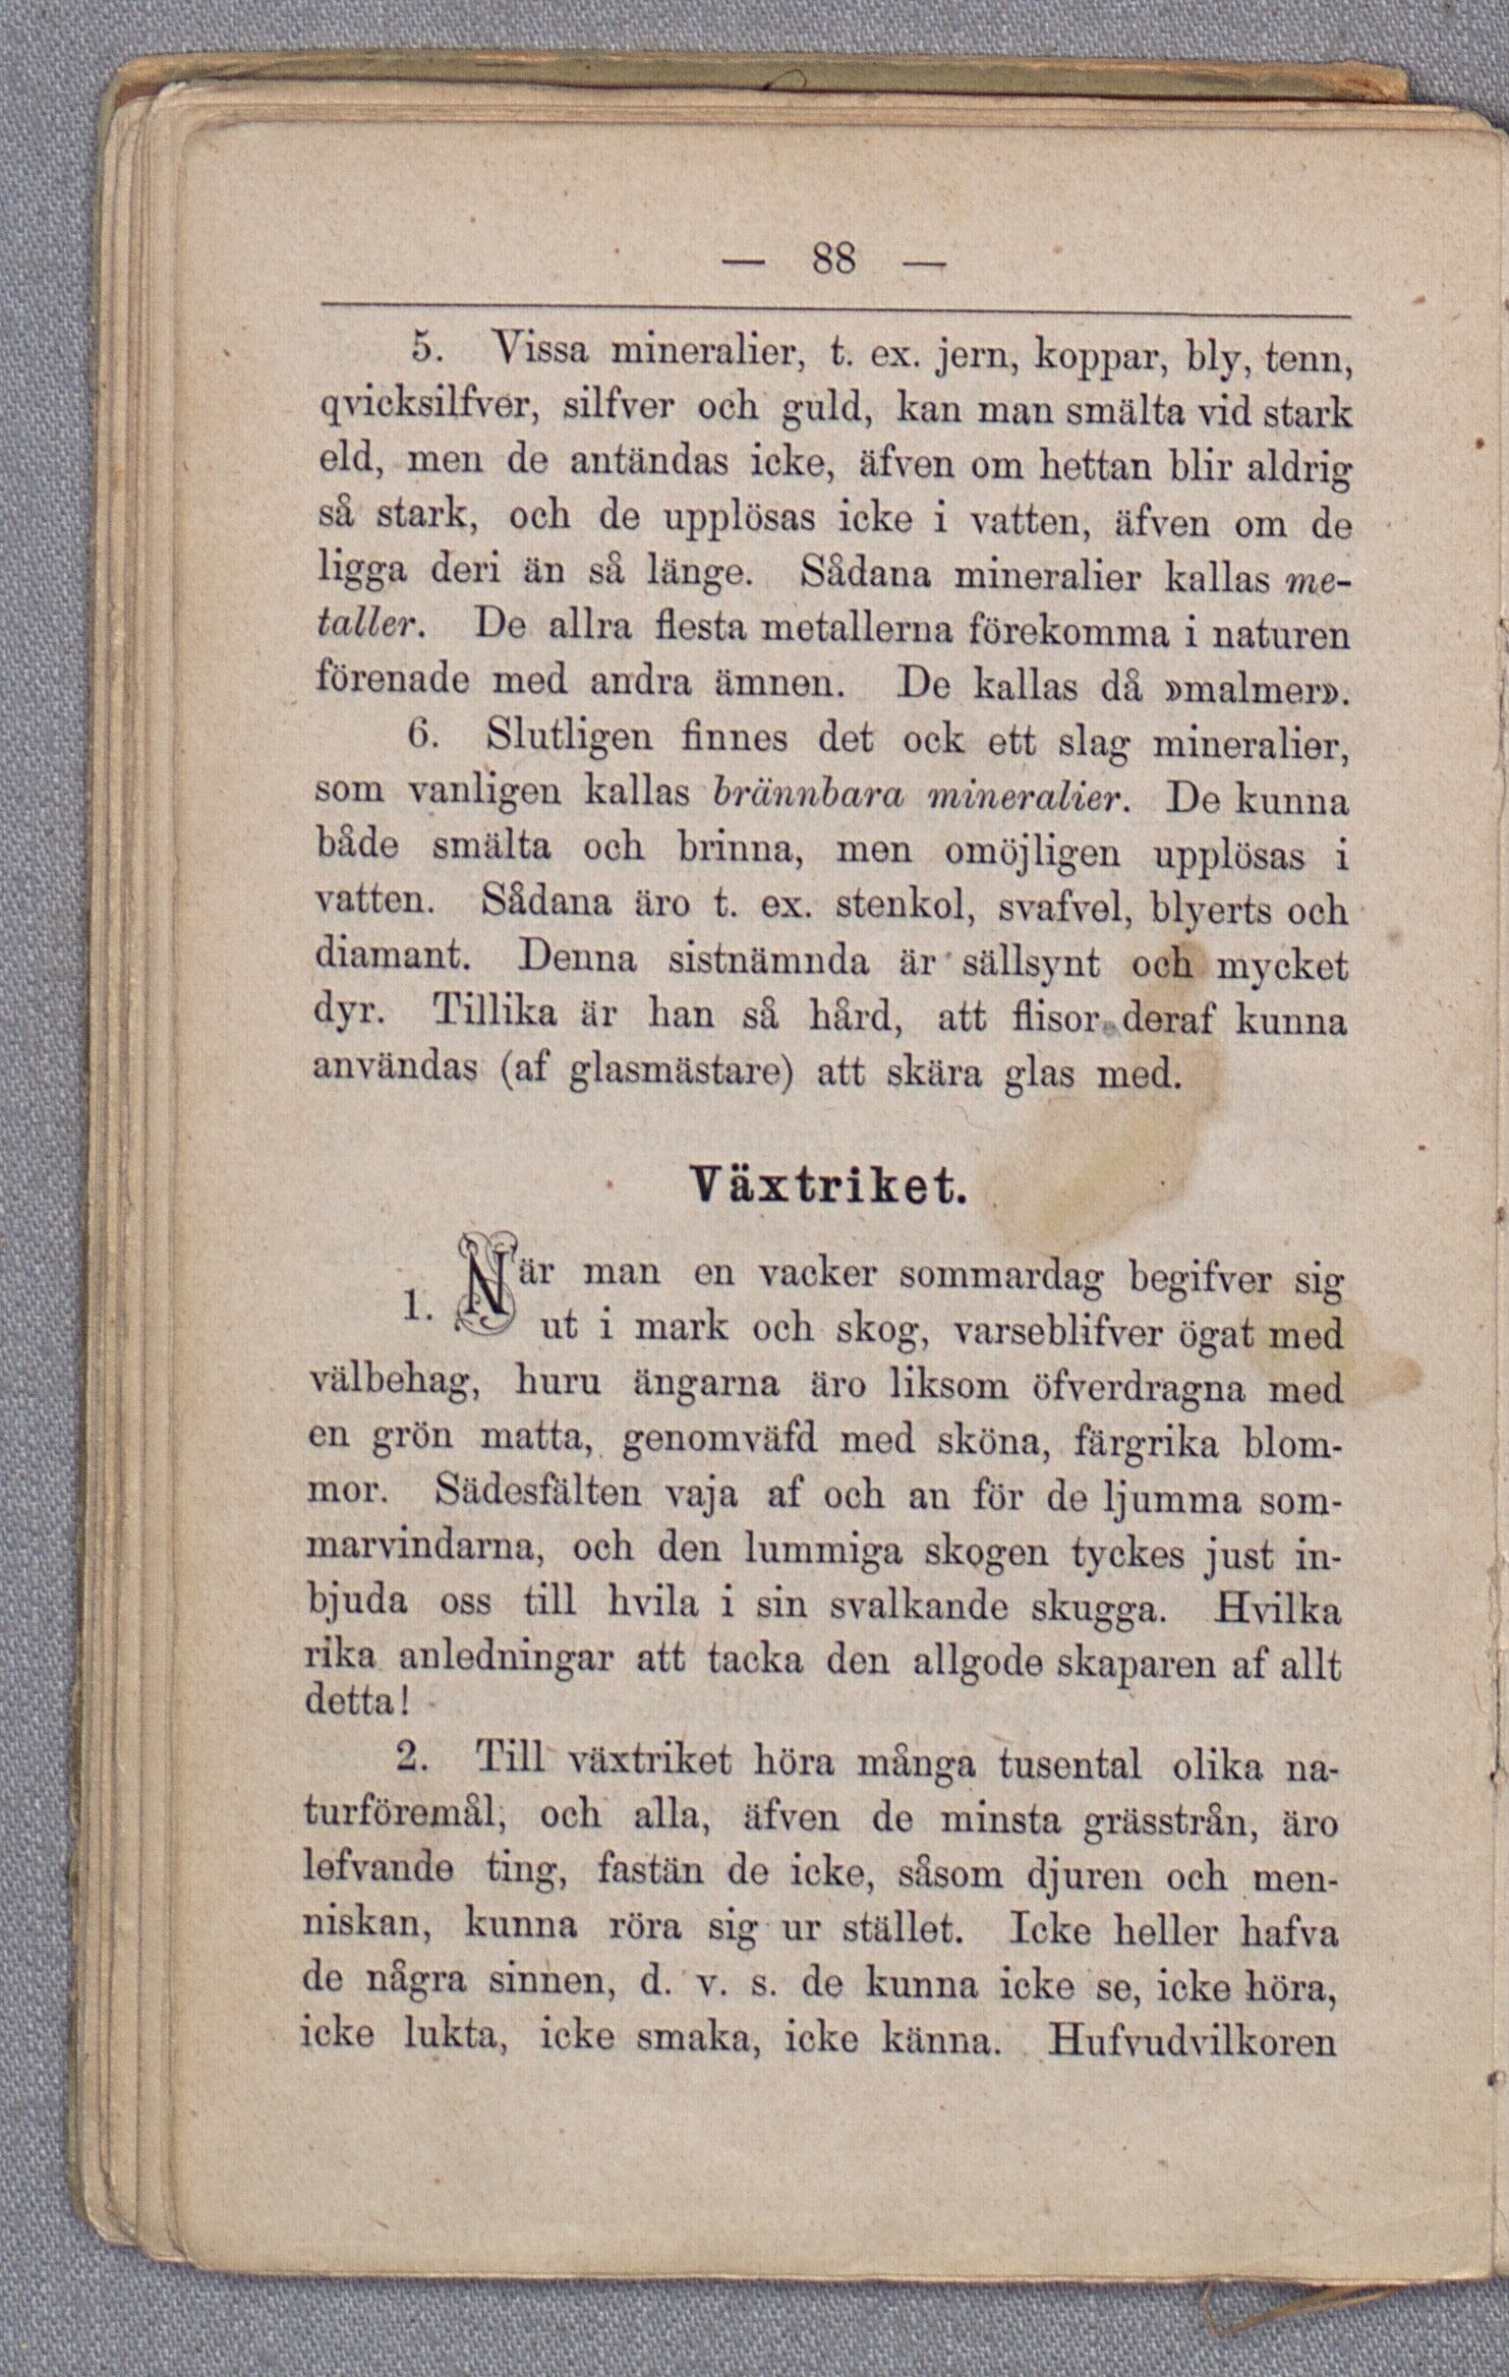 — 88 —
5. Vissa mineralier, t. ex. jern, koppar, bly, tenn,
qvicksilfver, silfver och guld, kan man smälta vid stark
eld, men de antändas icke, äfven om hettan blir aldrig
så stark, och de upplösas icke i vatten, äfven om de
ligga deri än så länge. Sådana mineralier kallas me-
taller. De allra flesta metallerna förekomma i naturen
förenade med andra ämnen. De kallas då »malmer».
6. Slutligen finnes det ock ett slag mineralier,
som vanligen kallas brännbara mineralier. De kunna
både smälta och brinna, men omöjligen upplösas i
vatten. Sådana äro t. ex. stenkol, svafvel, blyerts och
diamant. Denna sistnämnda är sällsynt och mycket
dyr. Tillika är han så hård, att flisor deraf kunna
användas (af glasmästare) att skära glas med.
Växtriket.
1. När man en vacker sommardag begifver sig
ut i mark och skog, varseblifver ögat med
välbehag, huru ängarna äro liksom öfverdragna med
en grön matta, genomväfd med sköna, färgrika blom-
mor. Sädesfälten vaja af och an för de ljumma som-
marvindarna, och den lummiga skogen tyckes just in-
bjuda oss till hvila i sin svalkande skugga. Hvilka
rika anledningar att tacka den allgode skaparen af allt
detta!
2. Till växtriket höra många tusental olika na-
turföremål, och alla, äfven de minsta grässtrån, äro
lefvande ting, fastän de icke, såsom djuren och men-
niskan, kunna röra sig ur stället. Icke heller hafva
de några sinnen, d. v. s. de kunna icke se, icke höra,
icke lukta, icke smaka, icke känna. Hufvudvilkoren